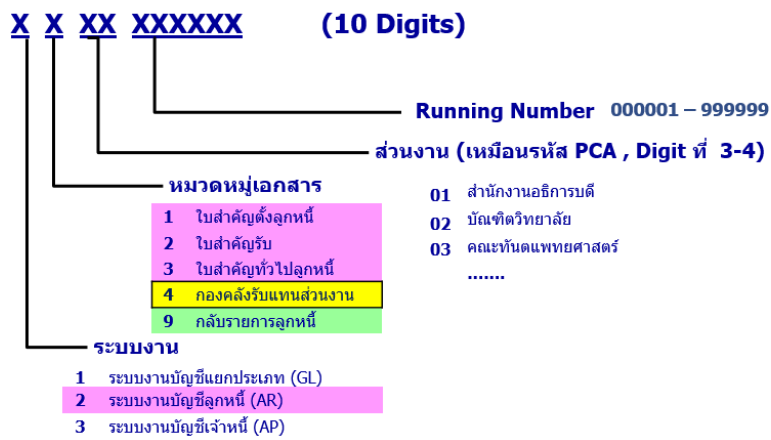 X X XX XXXXXX (10 Digits)
Running Number 000001 – 999999
ส่วนงาน (เหมือนรหัส PCA , Digit ที่ 3-4)
01 สำนักงานอธิการบดี
02 บัณฑิตวิทยาลัย
03 คณะทันตแพทยศาสตร์
.......
หมวดหมู่เอกสาร
1 ใบสำคัญตั้งลูกหนี้
2 ใบสำคัญรับ
3 ใบสำคัญทั่วไปลูกหนี้
4 กองคลังรับแทนส่วนงาน
9 กลับรายการลูกหนี้
ระบบงาน
1 ระบบงานบัญชีแยกประเภท (GL)
2 ระบบงานบัญชีลูกหนี้ (AR)
3 ระบบงานบัญชีเจ้าหนี้ (AP)